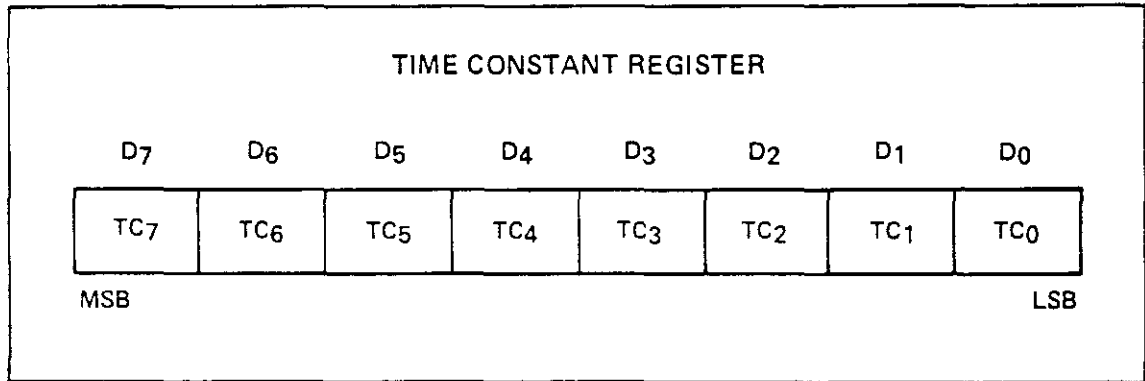 TIME CONSTANT REGISTER
D7 D6 D5 D4 D3 D2 D1 D0
TC7 TC6 TC5 TC4 TC3 TC2 TC1 TC0
MSB LSB